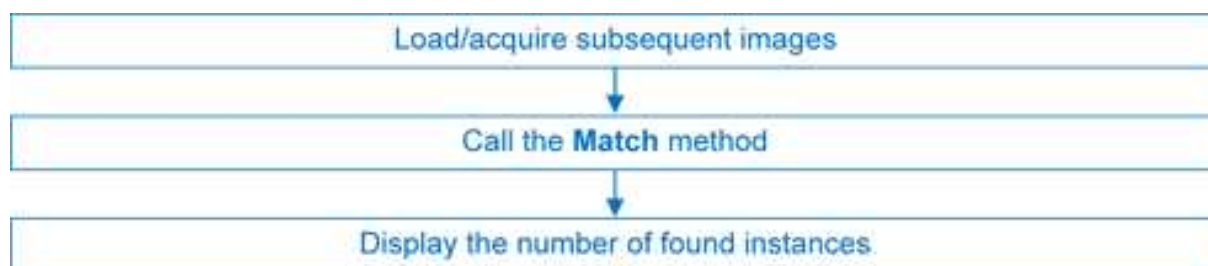 Load/acquire subsequent images
Call the Match method
Display the number of found instances